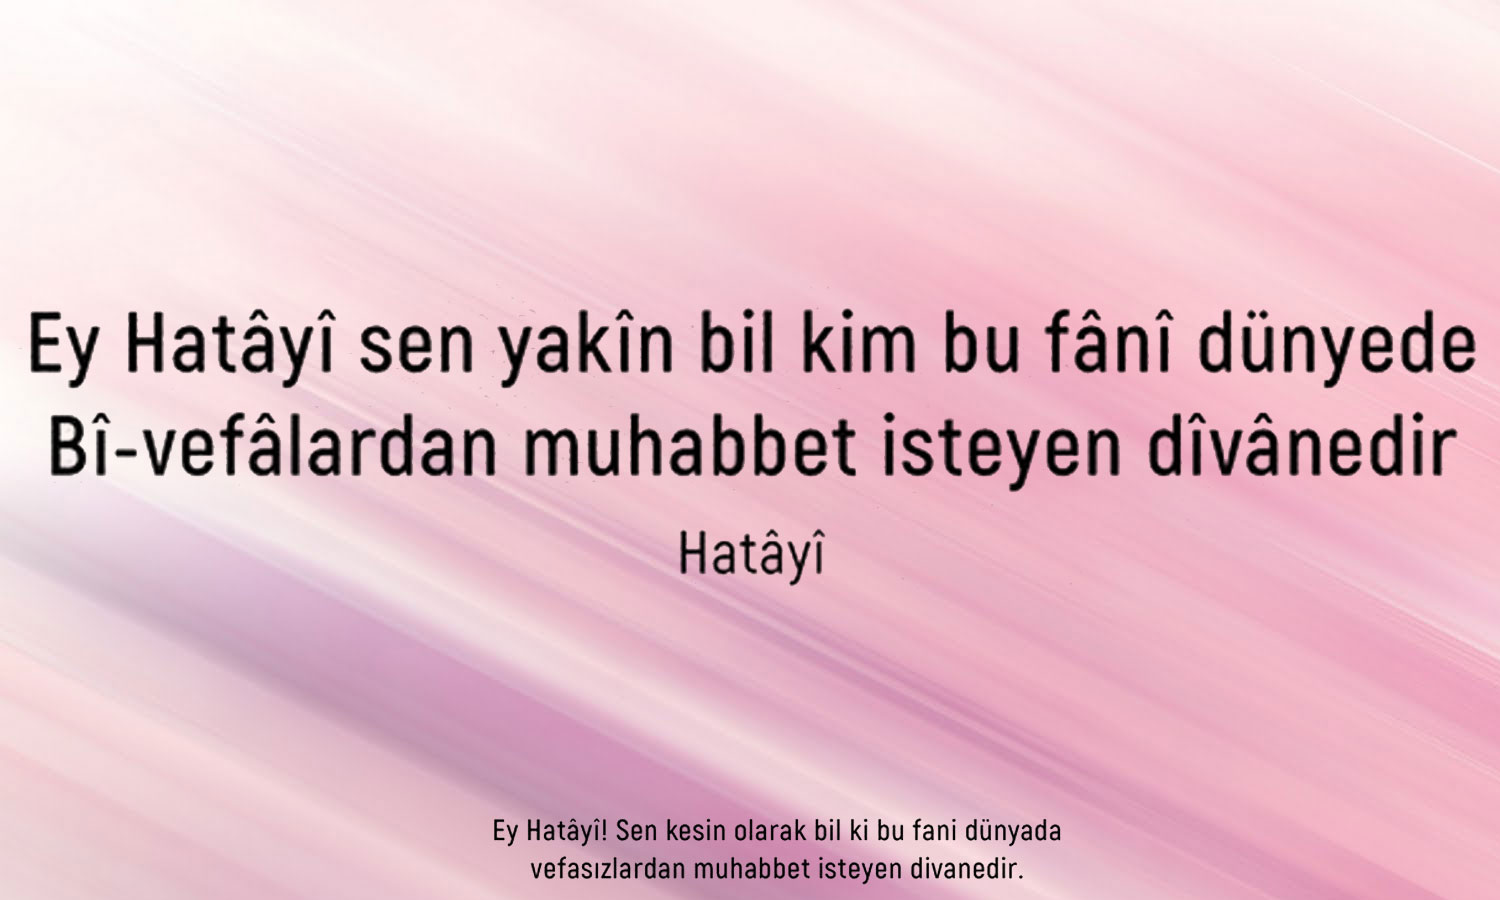 Ey Hatâyî sen yakîn bil kim bu fânî dünyede
Bî-vefâlardan muhabbet isteyen dîvânedir
Hatâyî
Ey Hatâyî! Sen kesin olarak bil ki bu fani dünyada
vefasızlardan muhabbet isteyen divanedir.